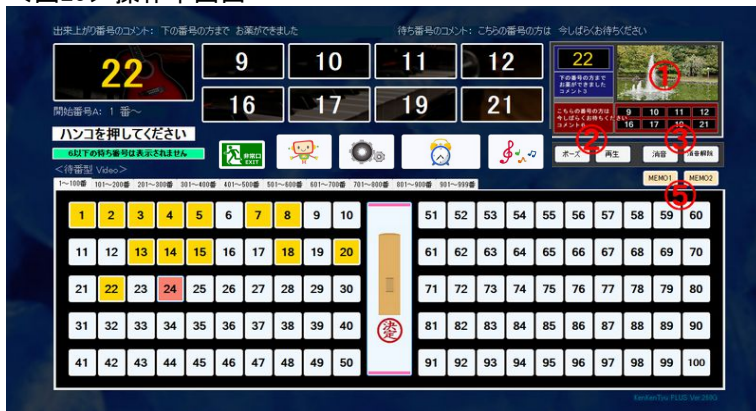 出来上がり番号のコメント: 下の番号の方まで お薬ができました
待ち番号のコメント: こちらの番号の方は 今しばらくお待ちください
22
9 10 11 12
16 17 19 21
開始番号A: 1 番~
22
下の番号の方まで
お薬ができました
コメント3
①
こちらの番号の方は
今しばらくお待ちください
コメント6
9 10 11 12
16 17 19 21
ハンコを押してください
6以下の待ち番号は表示されません
非常口
EXIT
② ③
ポーズ 再生 消音 消音解除
<待番型 Video>
MEMO1 MEMO2
⑤
1~100番 101~200番 201~300番 301~400番 401~500番 501~600番 601~700番 701~800番 801~900番 901~999番
1 2 3 4 5 6 7 8 9 10 51 52 53 54 55 56 57 58 59 60
11 12 13 14 15 16 17 18 19 20 61 62 63 64 65 66 67 68 69 70
21 22 23 24 25 26 27 28 29 30 71 72 73 74 75 76 77 78 79 80
31 32 33 34 35 36 37 38 39 40 決定 81 82 83 84 85 86 87 88 89 90
41 42 43 44 45 46 47 48 49 50 91 92 93 94 95 96 97 98 99 100